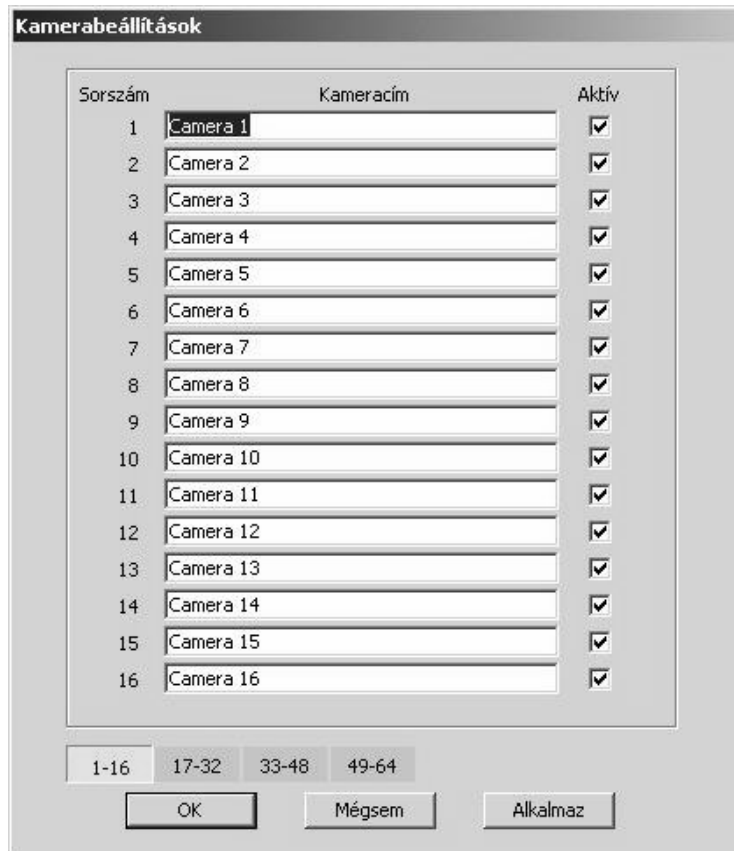 Kamerabeállítások
Sorszám Kameracím Aktív
1 Camera 1
2 Camera 2
3 Camera 3
4 Camera 4
5 Camera 5
6 Camera 6
7 Camera 7
8 Camera 8
9 Camera 9
10 Camera 10
11 Camera 11
12 Camera 12
13 Camera 13
14 Camera 14
15 Camera 15
16 Camera 16
1-16 17-32 33-48 49-64
OK Mégsem Alkalmaz